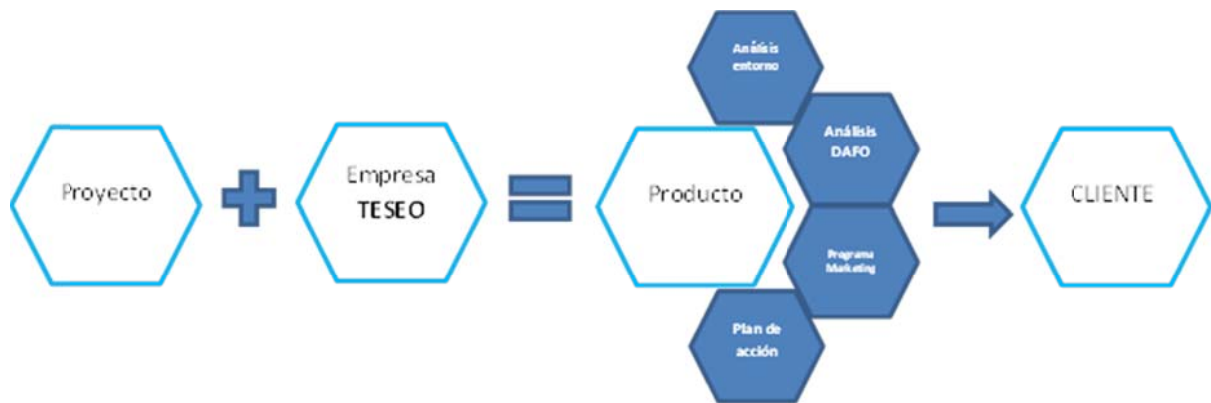 Proyecto
Empresa
TESEO
Producto
Análisis
entorno
Análisis
DAFO
Programa
Marketing
Plan de
acción
CLIENTE